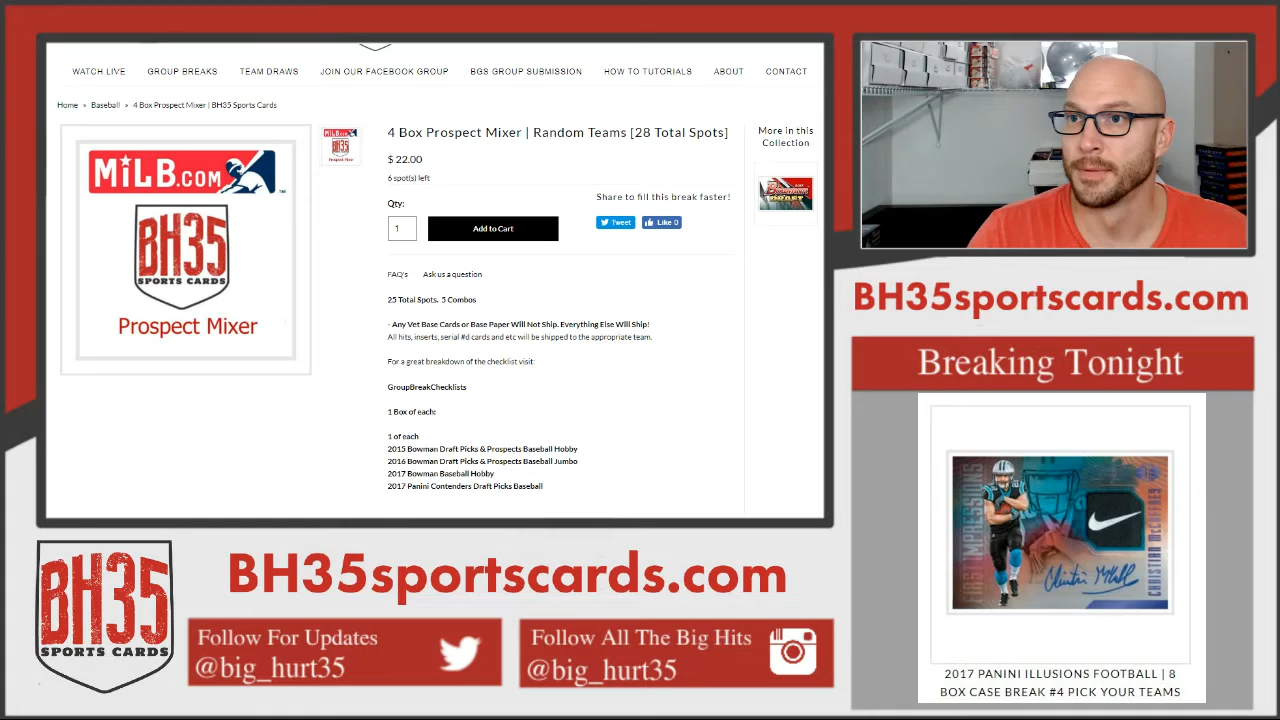 WATCH LIVE GROUP BREAKS TEAM DRAWS JOIN OUR FACEBOOK GROUP BGS GROUP SUBMISSION HOW TO TUTORIALS ABOUT CONTACT
Home » Baseball » 4 Box Prospect Mixer | BH35 Sports Cards
MiLB.COM
BH35
SPORTS CARDS
Prospect Mixer
4 Box Prospect Mixer | Random Teams [28 Total Spots]
$ 22.00
6 spot(s) left
Share to fill this break faster!
Qty:
1
Add to Cart
Tweet
Like 0
FAQ's Ask us a question
25 Total Spots. 5 Combos
- Any Vet Base Cards or Base Paper Will Not Ship. Everything Else Will Ship!
All hits, inserts, serial #d cards and etc will be shipped to the appropriate team.
For a great breakdown of the checklist visit:
GroupBreakChecklists
1 Box of each:
1 of each
2015 Bowman Draft Picks & Prospects Baseball Hobby
2016 Bowman Draft Picks & Prospects Baseball Jumbo
2017 Bowman Baseball Hobby
2017 Panini Contenders Draft Picks Baseball
More in this
Collection
BH35sportscards.com
Breaking Tonight
FIRST IMPRESSIONS
CHRISTIAN McCAFFREY
2017 PANINI ILLUSIONS FOOTBALL | 8
BOX CASE BREAK #4 PICK YOUR TEAMS
BH35
SPORTS CARDS
BH35sportscards.com
Follow For Updates
@big_hurt35
Follow All The Big Hits
@big_hurt35